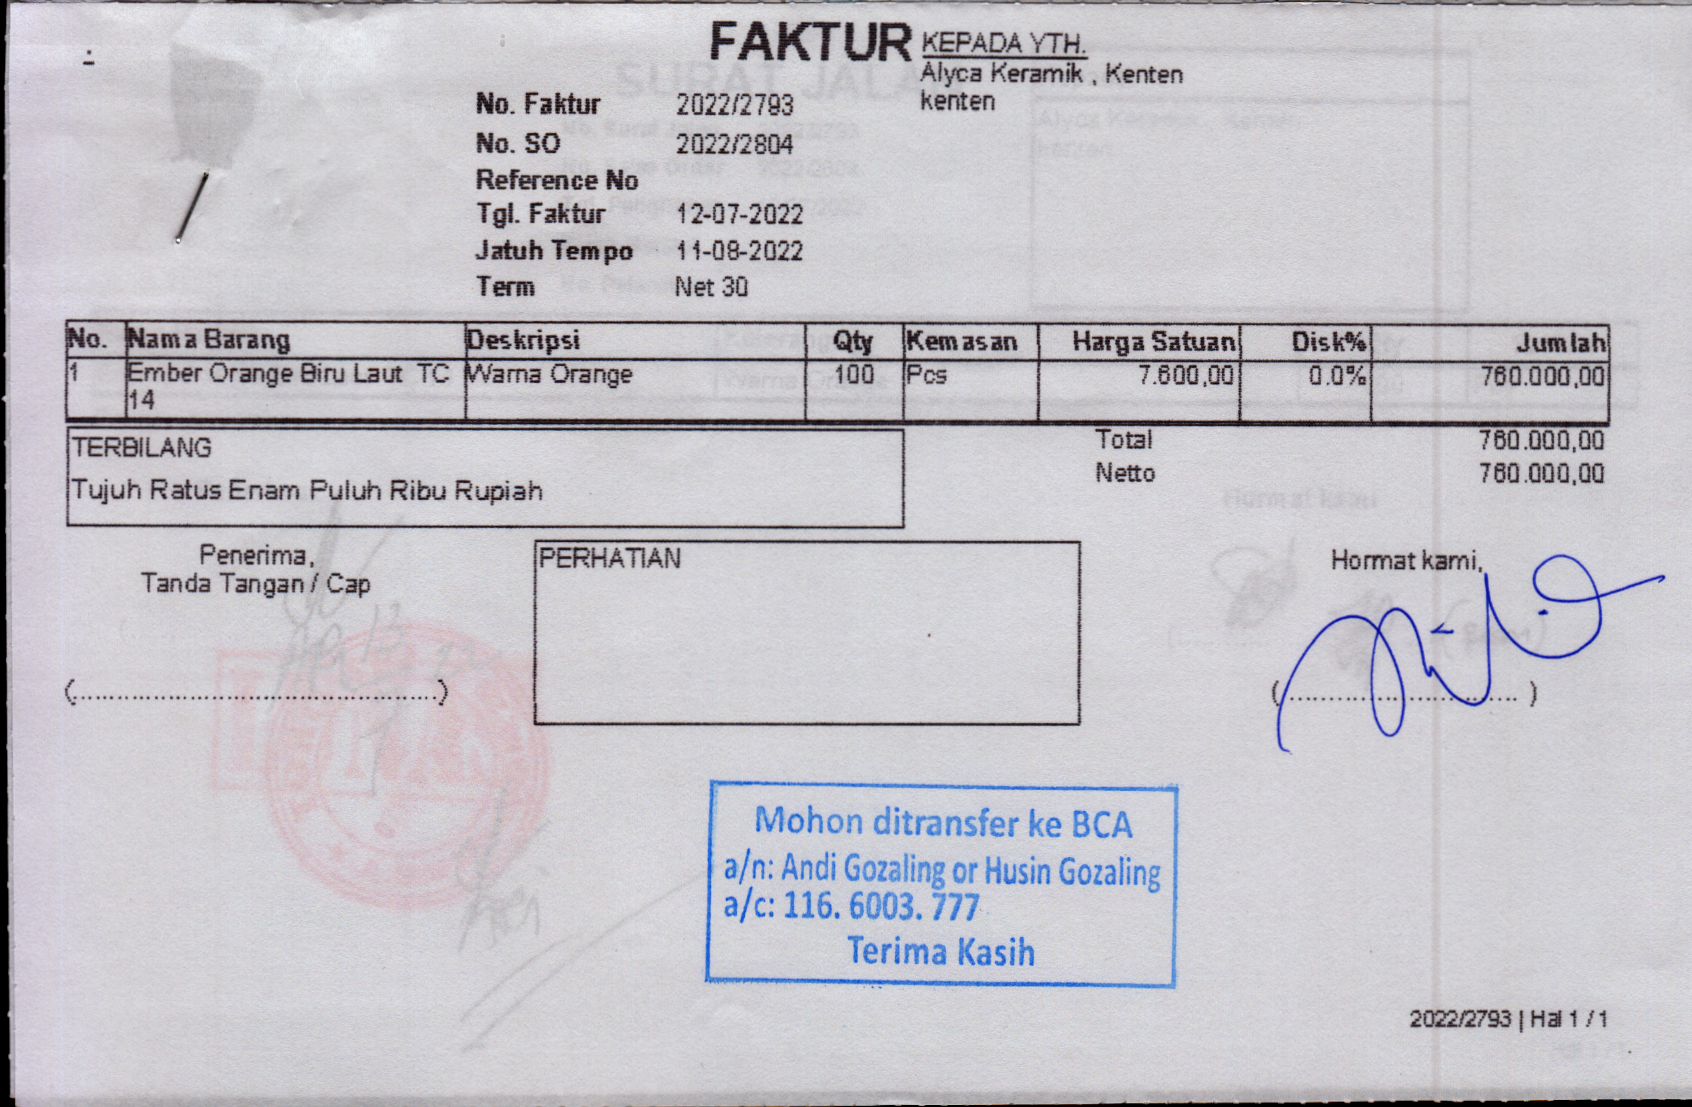 FAKTUR
KEPADA YTH.
Alyca Keramik , Kenten
kenten
No. Faktur 2022/2793
No. SO 2022/2804
Reference No
Tgl. Faktur 12-07-2022
Jatuh Tempo 11-08-2022
Term Net 30
No. Nama Barang Deskripsi Qty Kemasan Harga Satuan Disk% Jumlah
1 Ember Orange Biru Laut TC Warna Orange 100 Pcs 7.600,00 0.0% 760.000,00
14
TERBILANG
Tujuh Ratus Enam Puluh Ribu Rupiah
Total 760.000,00
Netto 760.000,00
Penerima,
Tanda Tangan / Cap
(........................................)
PERHATIAN
Hormat kami,
(............................ )
Mohon ditransfer ke BCA
a/n: Andi Gozaling or Husin Gozaling
a/c: 116. 6003. 777
Terima Kasih
2022/2793 | Hal 1 / 1